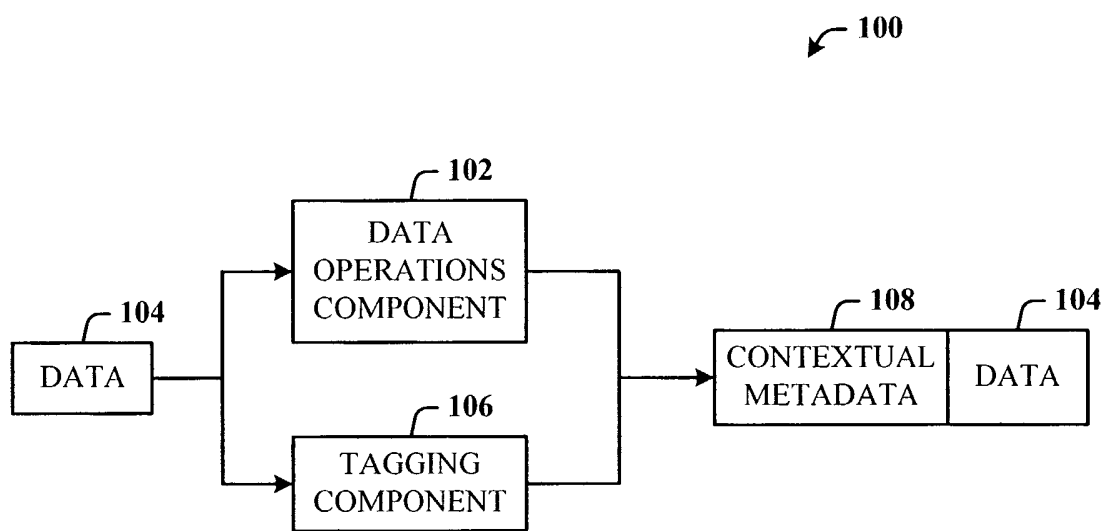 100
102
DATA
OPERATIONS
COMPONENT
104
DATA
108
104
CONTEXTUAL
METADATA
DATA
106
TAGGING
COMPONENT